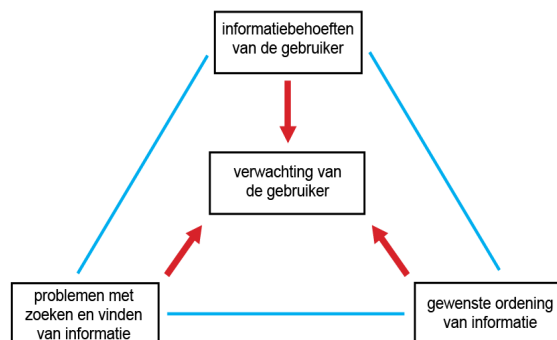 informatiebehoeften
van de gebruiker
verwachting van
de gebruiker
problemen met
zoeken en vinden
van informatie
gewenste ordening
van informatie